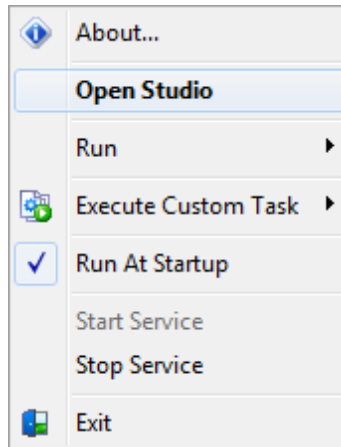 About...
Open Studio
Run
Execute Custom Task
Run At Startup
Start Service
Stop Service
Exit